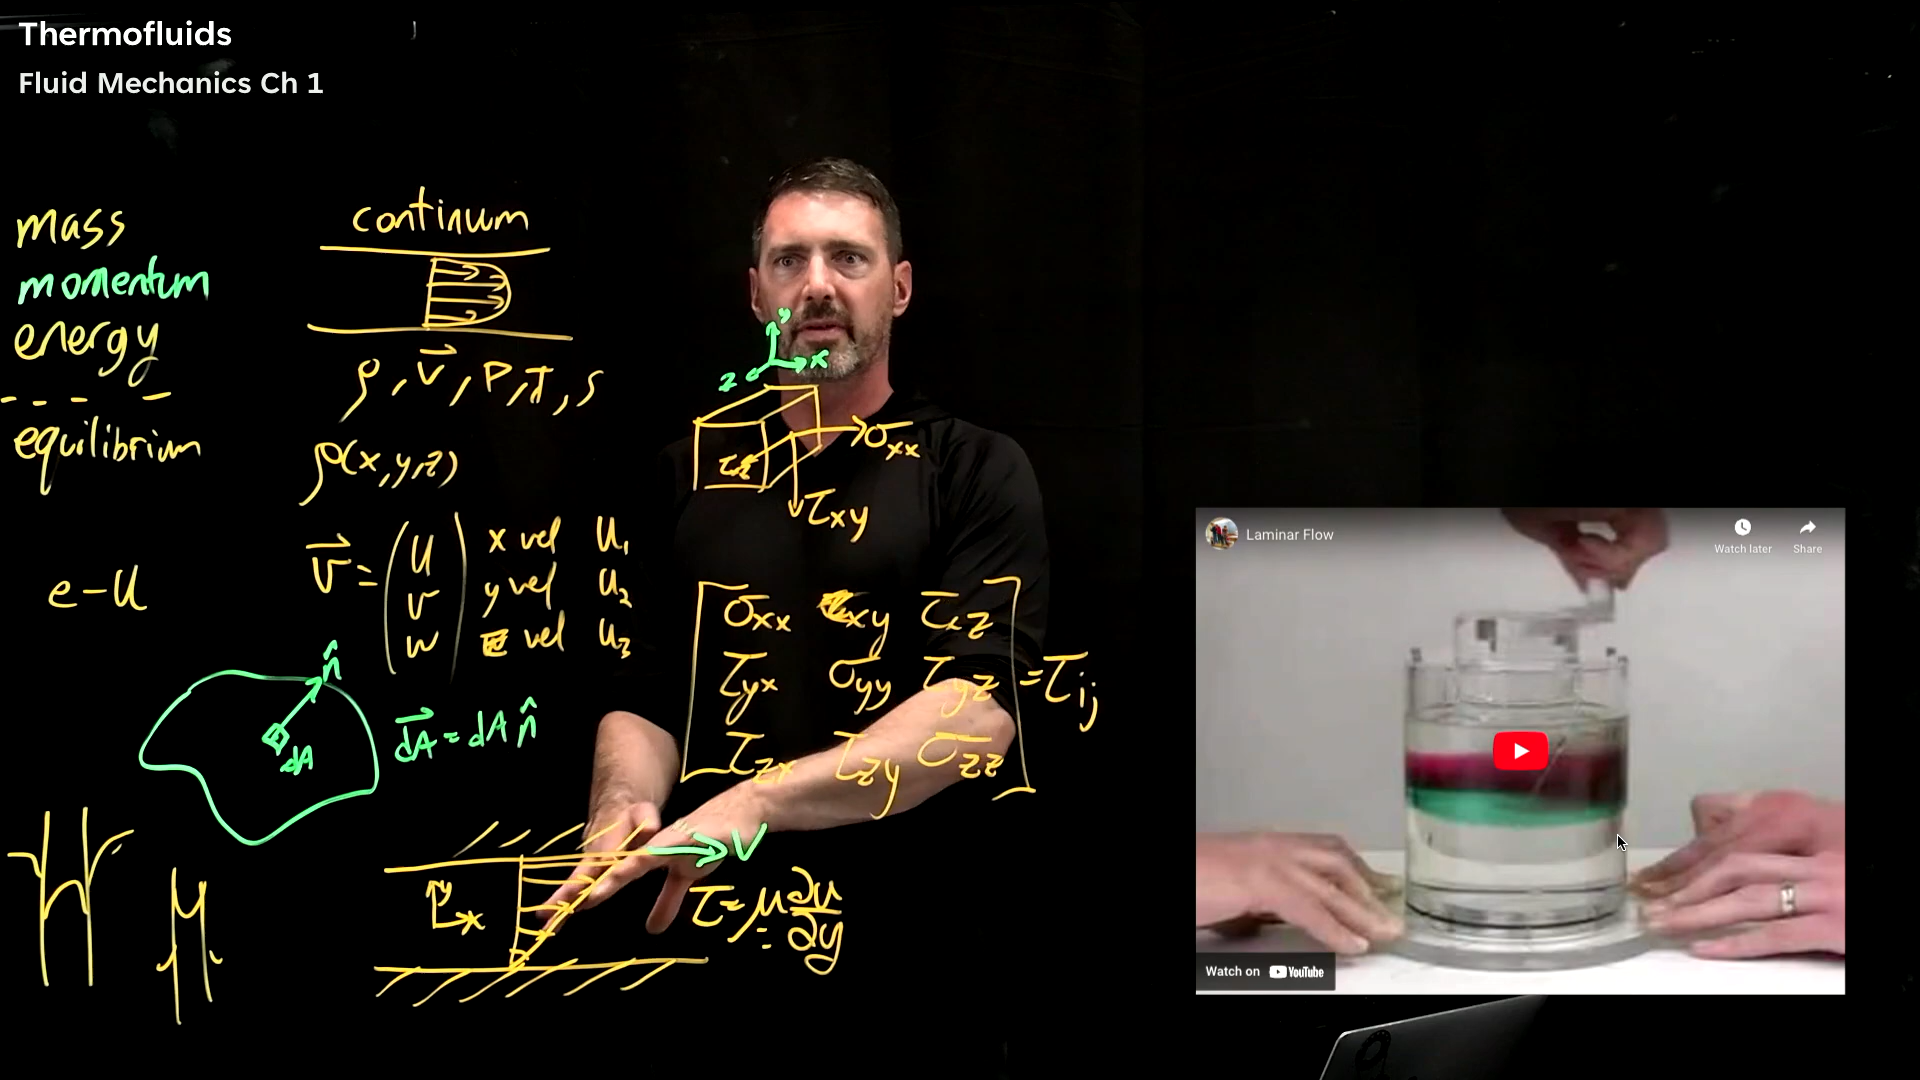 Thermofluids
Fluid Mechanics Ch 1
mass
momentum
energy
equilibrium
e-u
continum
ρ, V, P, T, s
ρ(x,y,z)
V = (u v w)
x vel u₁
y vel u₂
z vel u₃
n̂
dA
dA = dA n̂
y
x
z
σxx
τxz
τxy
σxx τxy τxz
τyx σyy τyz = τij
τzx τzy σzz
V
y
x
τ = μ ∂u/∂y
Laminar Flow
Watch later
Share
Watch on YouTube